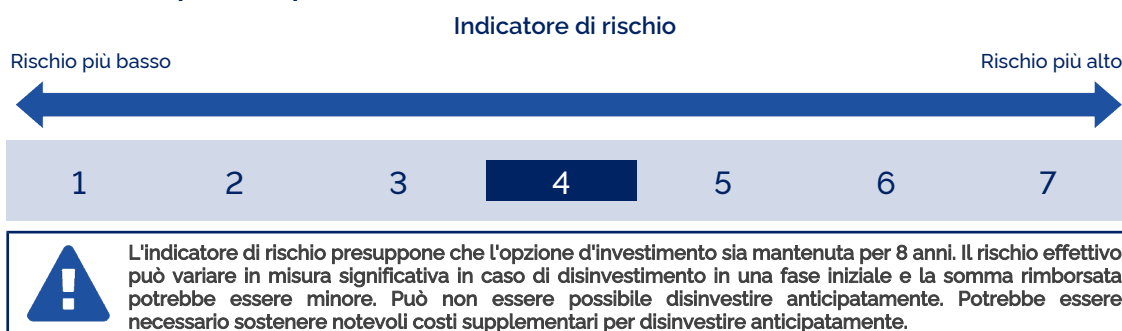 Indicatore di rischio
Rischio più basso Rischio più alto
1 2 3 4 5 6 7
L'indicatore di rischio presuppone che l'opzione d'investimento sia mantenuta per 8 anni. Il rischio effettivo
può variare in misura significativa in caso di disinvestimento in una fase iniziale e la somma rimborsata
potrebbe essere minore. Può non essere possibile disinvestire anticipatamente. Potrebbe essere
necessario sostenere notevoli costi supplementari per disinvestire anticipatamente.